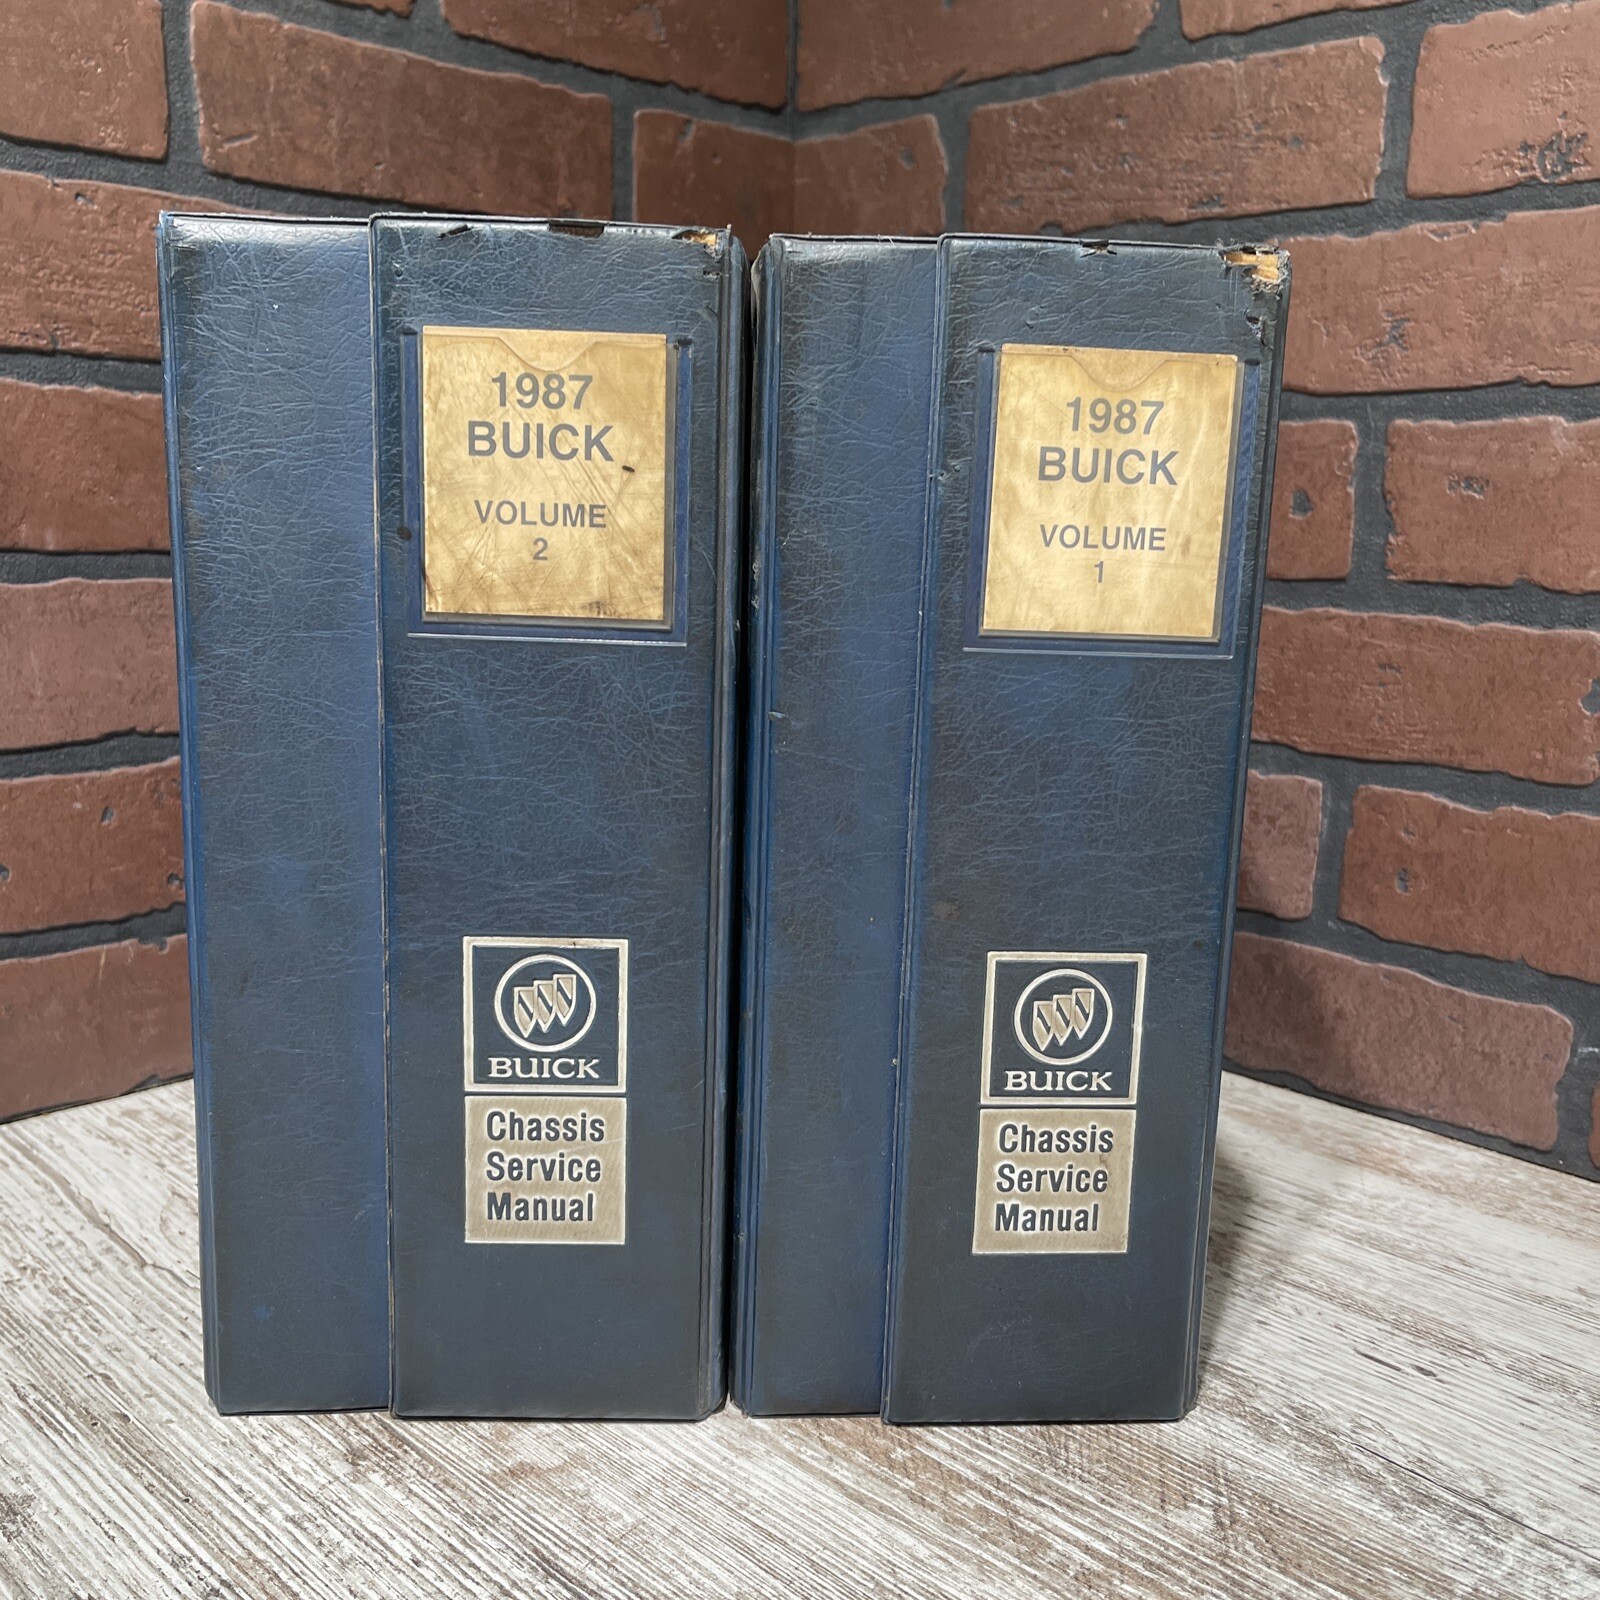 1987
BUICK
VOLUME
2
BUICK
Chassis
Service
Manual
1987
BUICK
VOLUME
1
BUICK
Chassis
Service
Manual